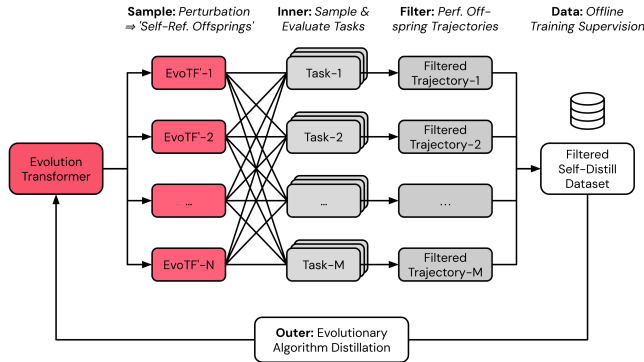 Sample: Perturbation
⇒ 'Self-Ref. Offsprings'
Inner: Sample &
Evaluate Tasks
Filter: Perf. Off-
spring Trajectories
Data: Offline
Training Supervision
EvoTF'-1
Task-1
Filtered
Trajectory-1
EvoTF'-2
Task-2
Filtered
Trajectory-2
Evolution
Transformer
Filtered
Self-Distill
Dataset
...
...
...
EvoTF'-N
Task-M
Filtered
Trajectory-M
Outer: Evolutionary
Algorithm Distillation